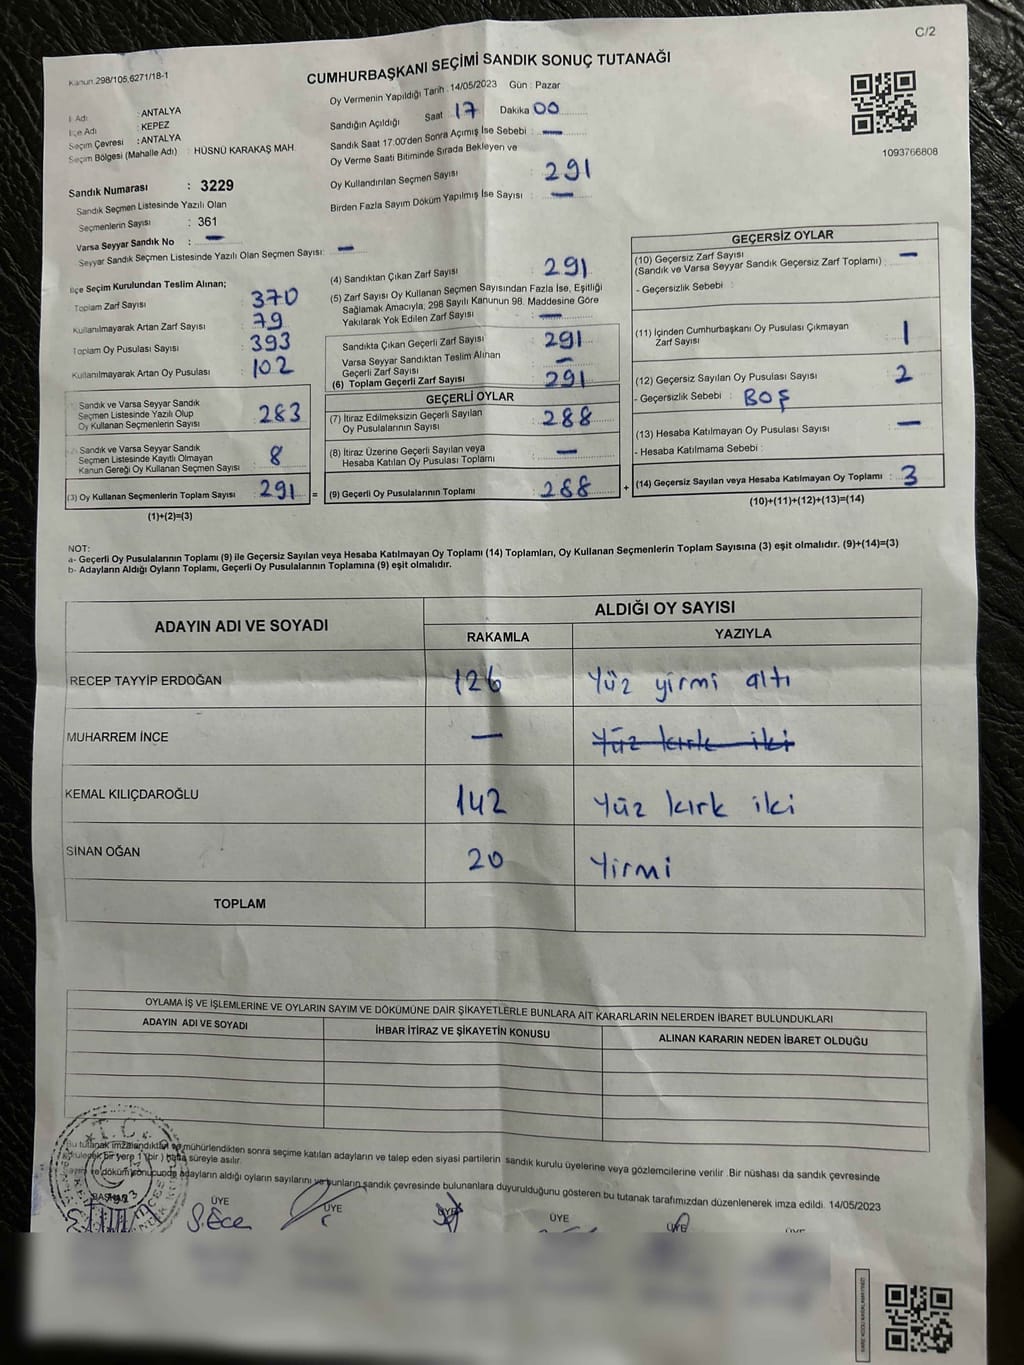 C/2
Kanun 298/105,6271/18-1
CUMHURBAŞKANI SEÇİMİ SANDIK SONUÇ TUTANAĞI
Oy Vermenin Yapıldığı Tarih : 14/05/2023 Gün : Pazar
İl Adı : ANTALYA
İlçe Adı : KEPEZ
Seçim Çevresi : ANTALYA
Seçim Bölgesi (Mahalle Adı) : HÜSNÜ KARAKAŞ MAH.
Sandık Numarası : 3229
Sandık Seçmen Listesinde Yazılı Olan
Seçmenlerin Sayısı : 361
Varsa Seyyar Sandık No : —
Seyyar Sandık Seçmen Listesinde Yazılı Olan Seçmen Sayısı: —
Sandığın Açıldığı Saat : 17 Dakika 00
Sandık Saat 17:00'den Sonra Açımış İse Sebebi : —
Oy Verme Saati Bitiminde Sırada Bekleyen ve
Oy Kullandırılan Seçmen Sayısı : 291
Birden Fazla Sayım Döküm Yapılmış İse Sayısı : —
1093766808
İlçe Seçim Kurulundan Teslim Alınan;
Toplam Zarf Sayısı : 370
Kullanılmayarak Artan Zarf Sayısı : 79
Toplam Oy Pusulası Sayısı : 393
Kullanılmayarak Artan Oy Pusulası : 102
Sandık ve Varsa Seyyar Sandık
Seçmen Listesinde Yazılı Olup
Oy Kullanan Seçmenlerin Sayısı : 283
Sandık ve Varsa Seyyar Sandık
Seçmen Listesinde Kayıtlı Olmayan
Kanun Gereği Oy Kullanan Seçmen Sayısı : 8
(3) Oy Kullanan Seçmenlerin Toplam Sayısı : 291 =
(1)+(2)=(3)
(4) Sandıktan Çıkan Zarf Sayısı : 291
(5) Zarf Sayısı Oy Kullanan Seçmen Sayısından Fazla İse, Eşitliği
Sağlamak Amacıyla, 298 Sayılı Kanunun 98. Maddesine Göre
Yakılarak Yok Edilen Zarf Sayısı : —
Sandıkta Çıkan Geçerli Zarf Sayısı : 291
Varsa Seyyar Sandıktan Teslim Alınan
Geçerli Zarf Sayısı : —
(6) Toplam Geçerli Zarf Sayısı : 291
GEÇERLİ OYLAR
(7) İtiraz Edilmeksizin Geçerli Sayılan
Oy Pusulalarının Sayısı : 288
(8) İtiraz Üzerine Geçerli Sayılan veya
Hesaba Katılan Oy Pusulası Toplamı : —
(9) Geçerli Oy Pusulalarının Toplamı : 288 +
GEÇERSİZ OYLAR
(10) Geçersiz Zarf Sayısı
(Sandık ve Varsa Seyyar Sandık Geçersiz Zarf Toplamı) : —
- Geçersizlik Sebebi :
(11) İçinden Cumhurbaşkanı Oy Pusulası Çıkmayan
Zarf Sayısı : 1
(12) Geçersiz Sayılan Oy Pusulası Sayısı : 2
- Geçersizlik Sebebi : BOŞ
(13) Hesaba Katılmayan Oy Pusulası Sayısı : —
- Hesaba Katılmama Sebebi :
(14) Geçersiz Sayılan veya Hesaba Katılmayan Oy Toplamı : 3
(10)+(11)+(12)+(13)=(14)
NOT:
a- Geçerli Oy Pusulalarının Toplamı (9) ile Geçersiz Sayılan veya Hesaba Katılmayan Oy Toplamı (14) Toplamları, Oy Kullanan Seçmenlerin Toplam Sayısına (3) eşit olmalıdır. (9)+(14)=(3)
b- Adayların Aldığı Oyların Toplamı, Geçerli Oy Pusulalarının Toplamına (9) eşit olmalıdır.
ADAYIN ADI VE SOYADI ALDIĞI OY SAYISI
RAKAMLA YAZIYLA
RECEP TAYYİP ERDOĞAN 126 Yüz yirmi altı
MUHARREM İNCE — Yüz kırk iki
KEMAL KILIÇDAROĞLU 142 Yüz kırk iki
SİNAN OĞAN 20 Yirmi
TOPLAM
OYLAMA İŞ VE İŞLEMLERİNE VE OYLARIN SAYIM VE DÖKÜMÜNE DAİR ŞİKAYETLERLE BUNLARA AİT KARARLARIN NELERDEN İBARET BULUNDUKLARI
ADAYIN ADI VE SOYADI İHBAR İTİRAZ VE ŞİKAYETİN KONUSU ALINAN KARARIN NEDEN İBARET OLDUĞU
Bu tutanak imzalandıktan ve mühürlendikten sonra seçime katılan adayların ve talep eden siyasi partilerin sandık kurulu üyelerine veya gözlemcilerine verilir. Bir nüshası da sandık çevresinde
bir yere 1 (bir) hafta süreyle asılır.
Sayım ve döküm sonucunda adayların aldığı oyların sayılarını ve bunların sandık çevresinde bulunanlara duyurulduğunu gösteren bu tutanak tarafımızdan düzenlenerek imza edildi. 14/05/2023
T.C.
BAŞKAN ÜYE ÜYE ÜYE ÜYE ÜYE ÜYE
S.Ece